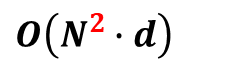 O(N² · d)